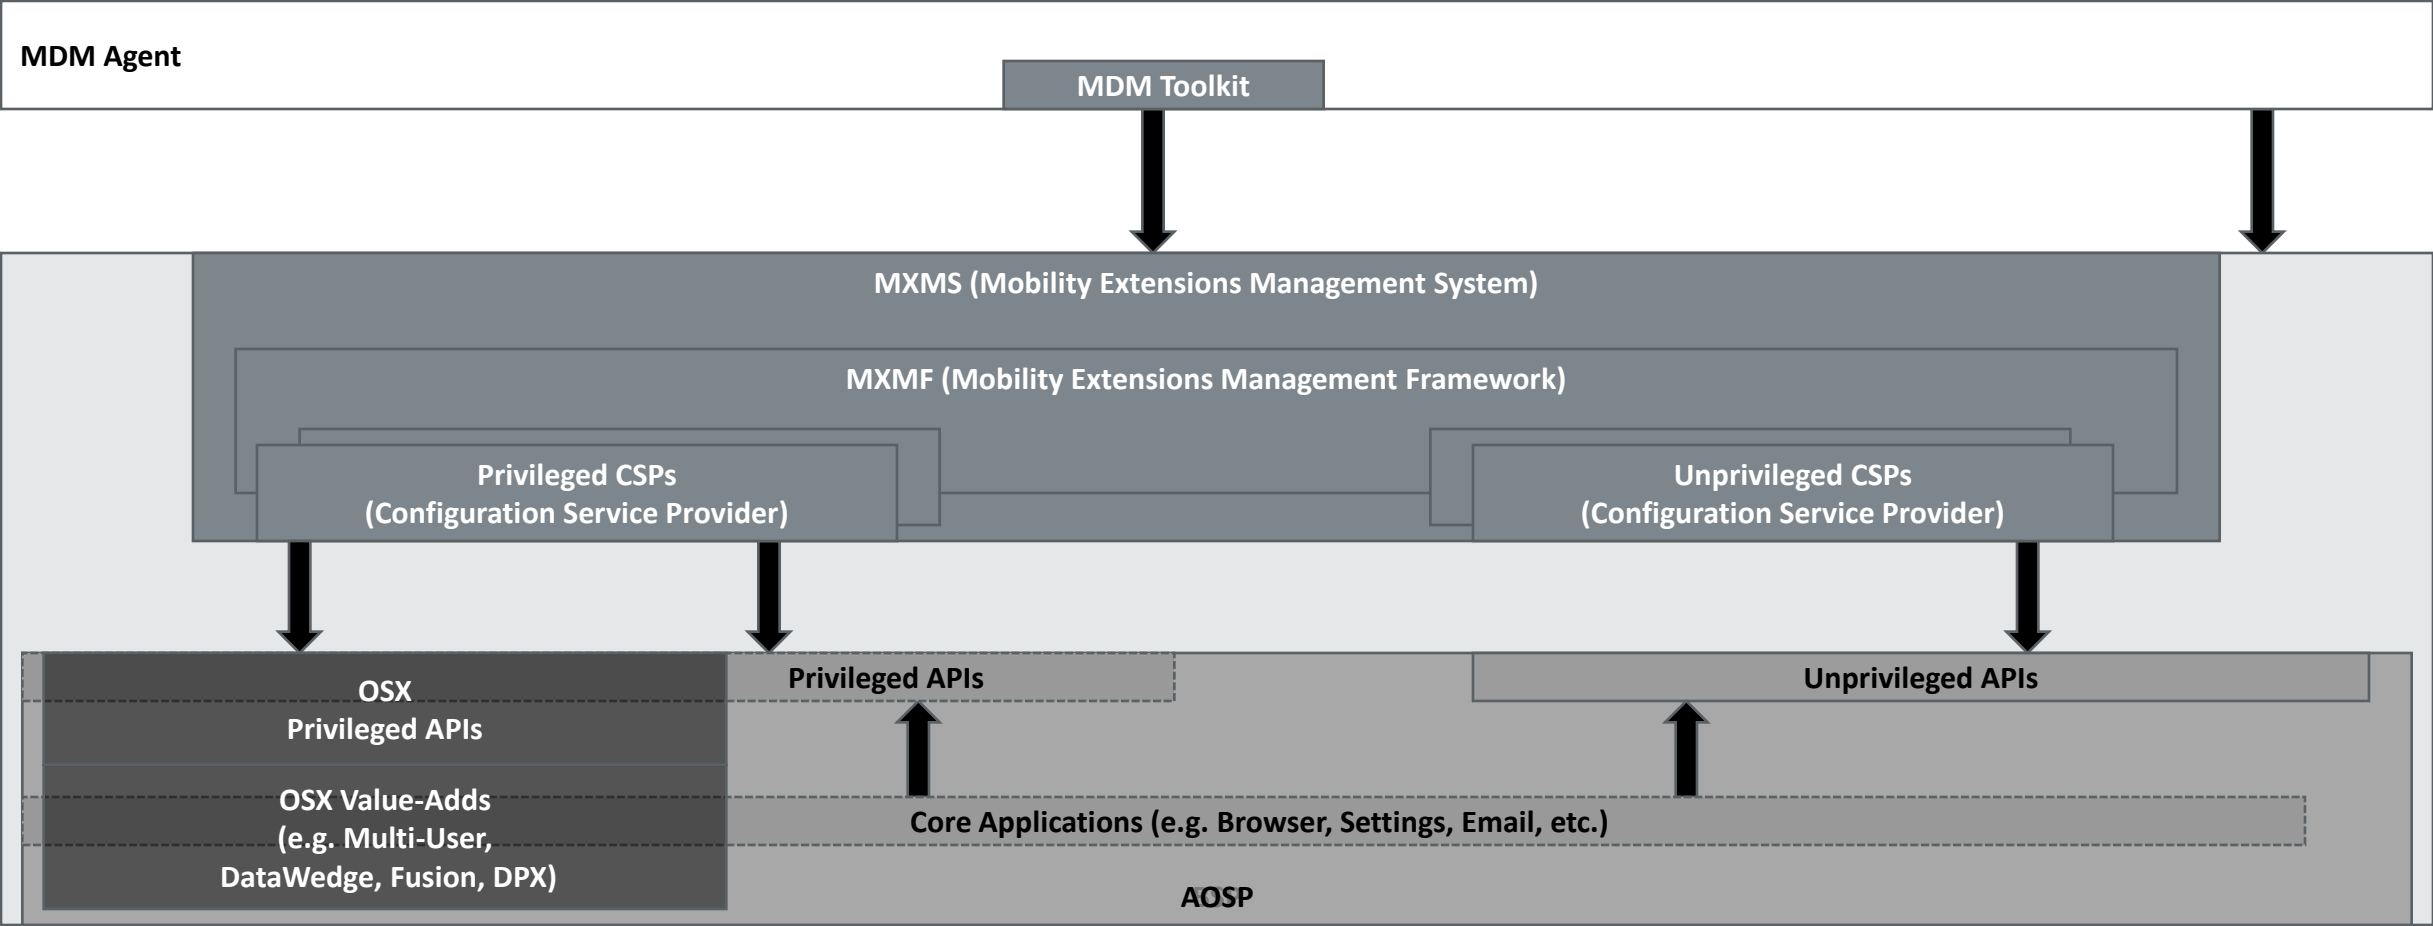 MDM Agent
MDM Toolkit
MXMS (Mobility Extensions Management System)
MXMF (Mobility Extensions Management Framework)
Privileged CSPs
(Configuration Service Provider)
Unprivileged CSPs
(Configuration Service Provider)
OSX
Privileged APIs
Privileged APIs
Unprivileged APIs
OSX Value-Adds
(e.g. Multi-User,
DataWedge, Fusion, DPX)
Core Applications (e.g. Browser, Settings, Email, etc.)
AOSP